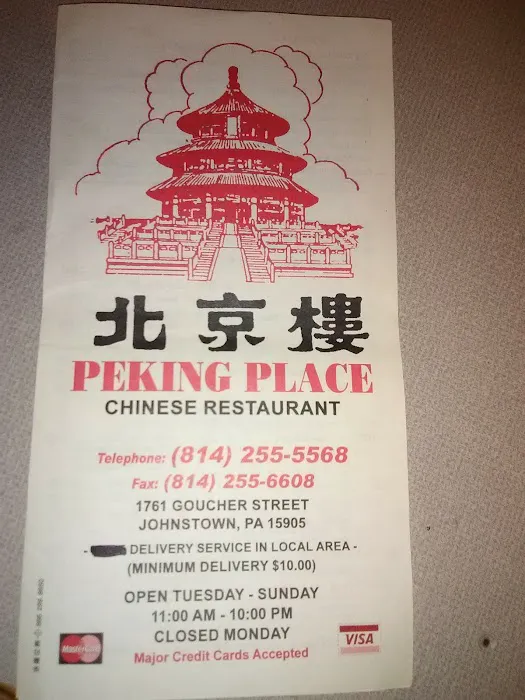 北京樓
PEKING PLACE
CHINESE RESTAURANT
Telephone: (814) 255-5568
Fax: (814) 255-6608
1761 GOUCHER STREET
JOHNSTOWN, PA 15905
- DELIVERY SERVICE IN LOCAL AREA -
(MINIMUM DELIVERY $10.00)
OPEN TUESDAY - SUNDAY
11:00 AM - 10:00 PM
CLOSED MONDAY
Major Credit Cards Accepted
MasterCard
VISA